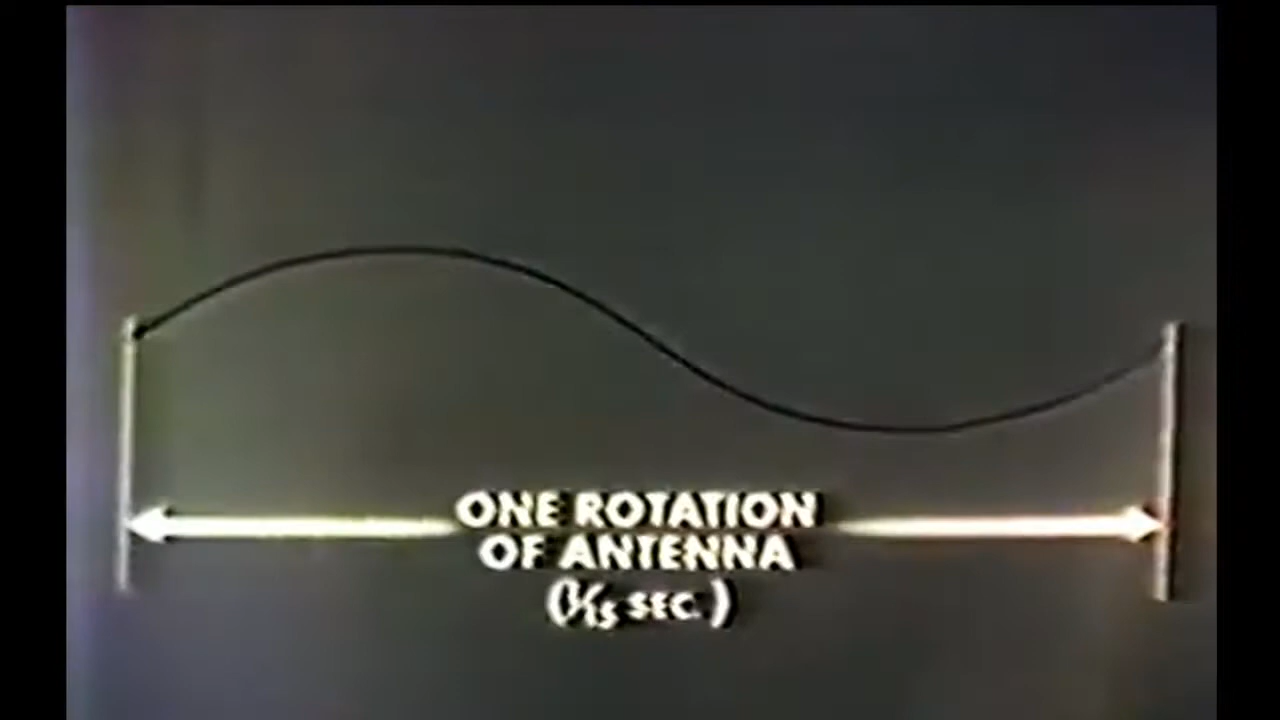 ONE ROTATION
OF ANTENNA
(1/15 SEC.)